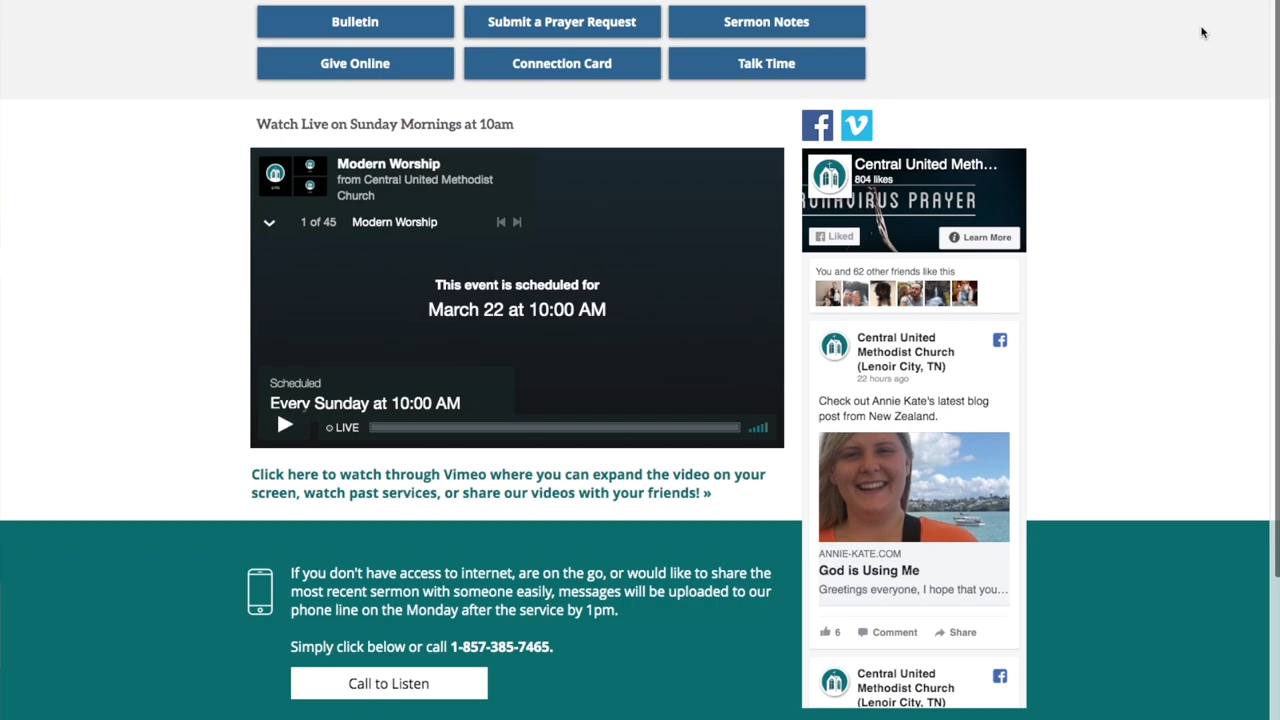 Bulletin
Submit a Prayer Request
Sermon Notes
Give Online
Connection Card
Talk Time
Watch Live on Sunday Mornings at 10am
Modern Worship
from Central United Methodist
Church
1 of 45 Modern Worship
This event is scheduled for
March 22 at 10:00 AM
Scheduled
Every Sunday at 10:00 AM
LIVE
Click here to watch through Vimeo where you can expand the video on your
screen, watch past services, or share our videos with your friends! »
If you don't have access to internet, are on the go, or would like to share the
most recent sermon with someone easily, messages will be uploaded to our
phone line on the Monday after the service by 1pm.
Simply click below or call 1-857-385-7465.
Call to Listen
Central United Meth...
804 likes
PRAYER
Liked
Learn More
You and 62 other friends like this
Central United
Methodist Church
(Lenoir City, TN)
22 hours ago
Check out Annie Kate's latest blog
post from New Zealand.
ANNIE-KATE.COM
God is Using Me
Greetings everyone, I hope that you...
6 Comment Share
Central United
Methodist Church
(Lenoir City, TN)